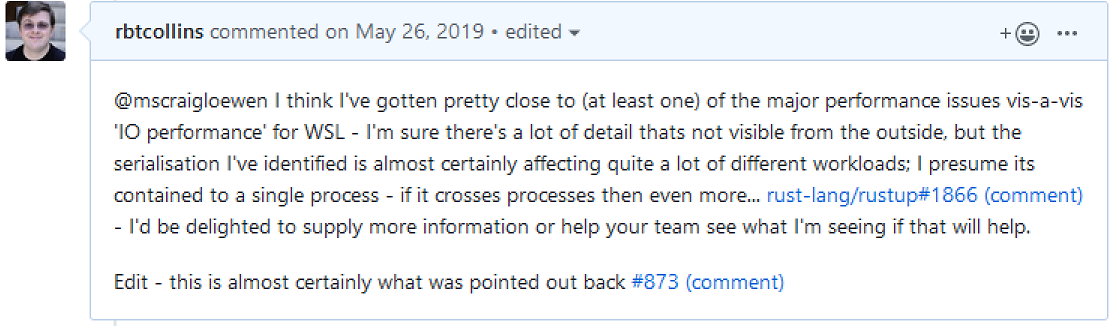 rbtcollins commented on May 26, 2019 • edited
@mscraigloewen I think I've gotten pretty close to (at least one) of the major performance issues vis-a-vis
'IO performance' for WSL - I'm sure there's a lot of detail thats not visible from the outside, but the
serialisation I've identified is almost certainly affecting quite a lot of different workloads; I presume its
contained to a single process - if it crosses processes then even more... rust-lang/rustup#1866 (comment)
- I'd be delighted to supply more information or help your team see what I'm seeing if that will help.
Edit - this is almost certainly what was pointed out back #873 (comment)